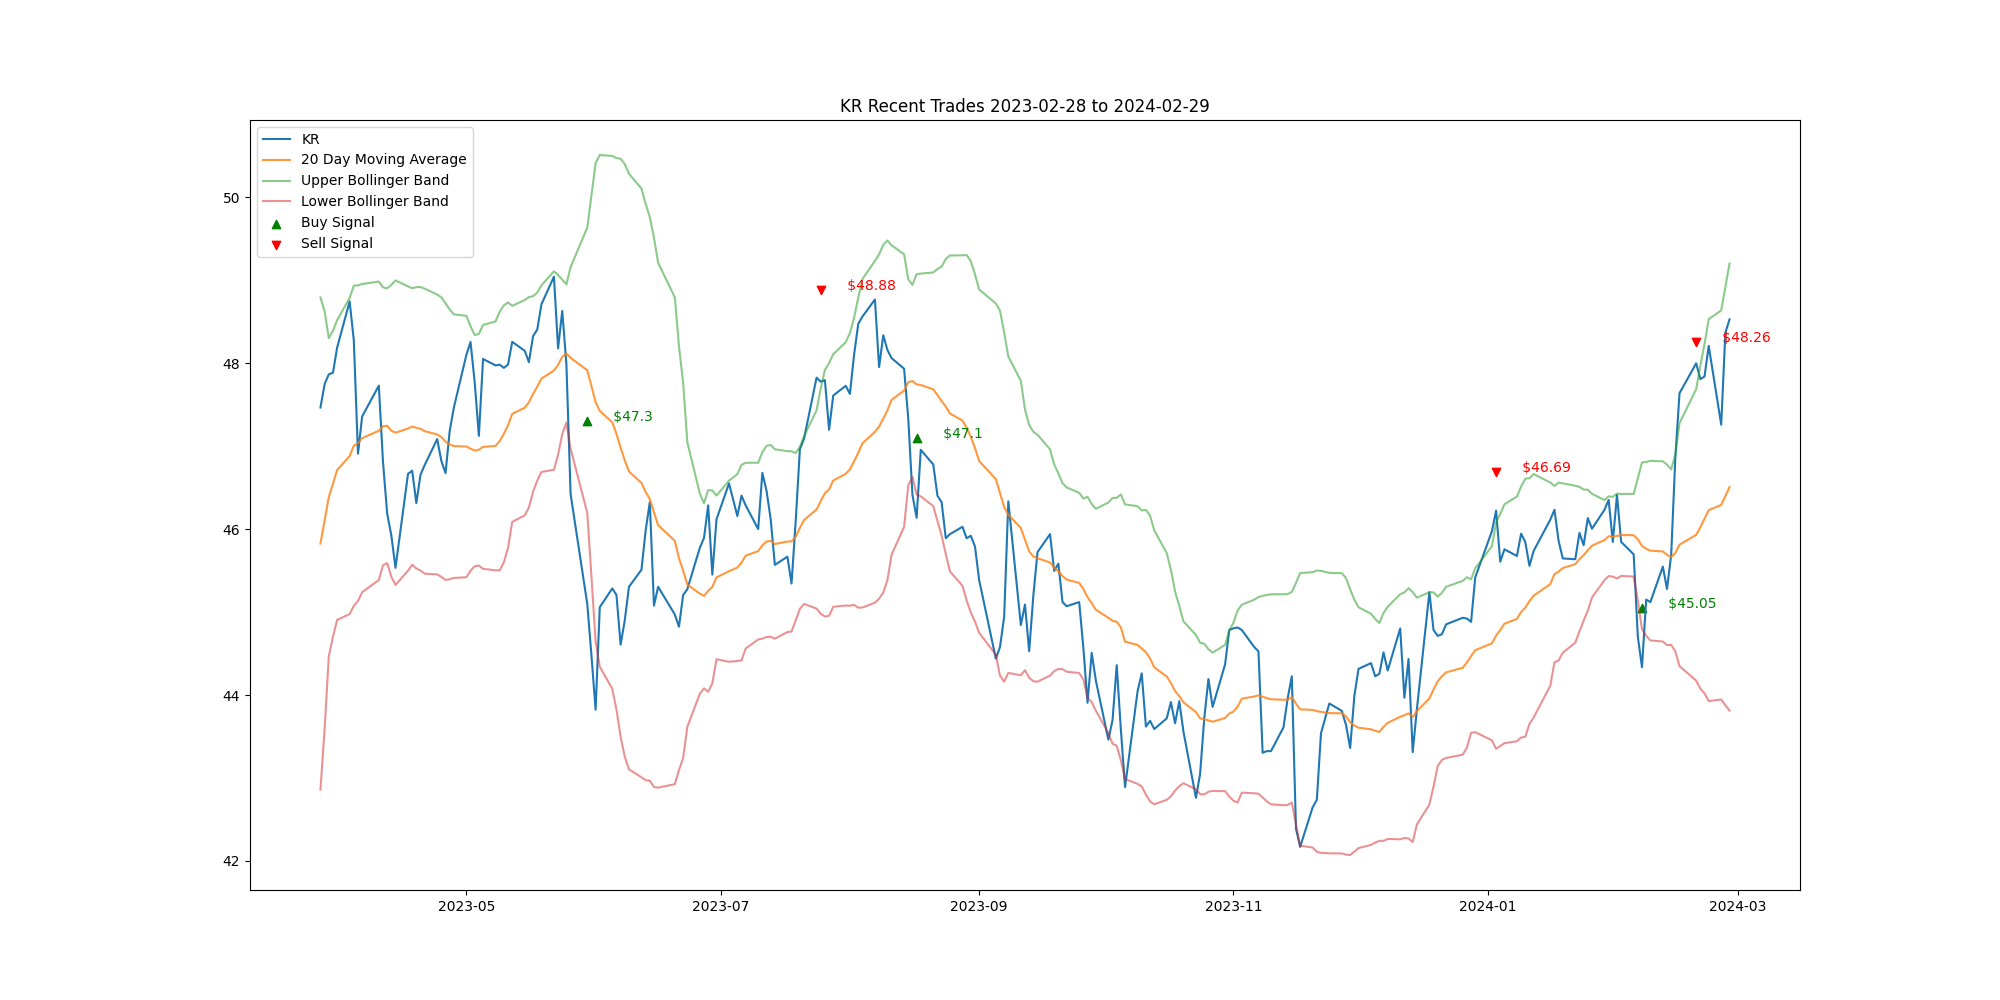 KR Recent Trades 2023-02-28 to 2024-02-29
KR
20 Day Moving Average
Upper Bollinger Band
Lower Bollinger Band
Buy Signal
Sell Signal
50
48
46
44
42
$48.88
$48.26
$47.3
$47.1
$46.69
$45.05
2023-05
2023-07
2023-09
2023-11
2024-01
2024-03